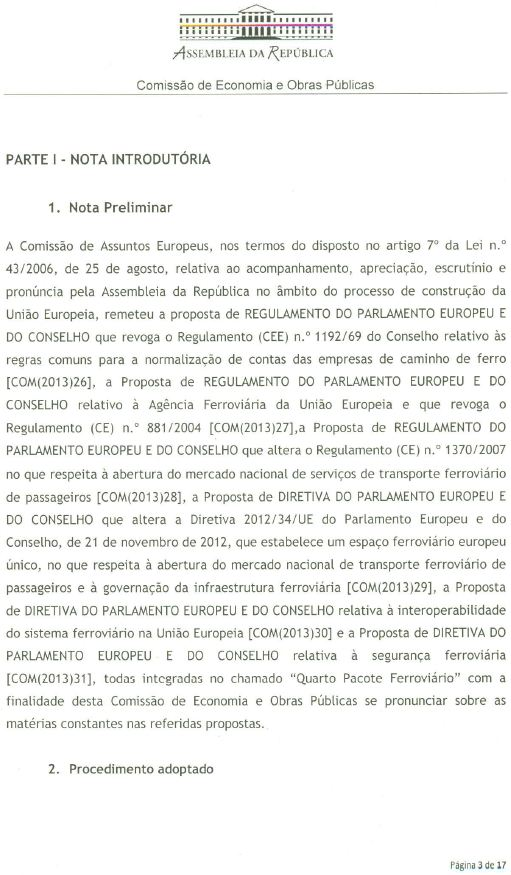 ASSEMBLEIA DA REPÚBLICA
Comissão de Economia e Obras Públicas
PARTE I - NOTA INTRODUTÓRIA
1. Nota Preliminar
A Comissão de Assuntos Europeus, nos termos do disposto no artigo 7º da Lei n.º
43/2006, de 25 de agosto, relativa ao acompanhamento, apreciação, escrutínio e
pronúncia pela Assembleia da República no âmbito do processo de construção da
União Europeia, remeteu a proposta de REGULAMENTO DO PARLAMENTO EUROPEU E
DO CONSELHO que revoga o Regulamento (CEE) n.º 1192/69 do Conselho relativo às
regras comuns para a normalização de contas das empresas de caminho de ferro
[COM(2013)26], a Proposta de REGULAMENTO DO PARLAMENTO EUROPEU E DO
CONSELHO relativo à Agência Ferroviária da União Europeia e que revoga o
Regulamento (CE) n.º 881/2004 [COM(2013)27],a Proposta de REGULAMENTO DO
PARLAMENTO EUROPEU E DO CONSELHO que altera o Regulamento (CE) n.º 1370/2007
no que respeita à abertura do mercado nacional de serviços de transporte ferroviário
de passageiros [COM(2013)28], a Proposta de DIRETIVA DO PARLAMENTO EUROPEU E
DO CONSELHO que altera a Diretiva 2012/34/UE do Parlamento Europeu e do
Conselho, de 21 de novembro de 2012, que estabelece um espaço ferroviário europeu
único, no que respeita à abertura do mercado nacional de transporte ferroviário de
passageiros e à governação da infraestrutura ferroviária [COM(2013)29], a Proposta
de DIRETIVA DO PARLAMENTO EUROPEU E DO CONSELHO relativa à interoperabilidade
do sistema ferroviário na União Europeia [COM(2013)30] e a Proposta de DIRETIVA DO
PARLAMENTO EUROPEU E DO CONSELHO relativa à segurança ferroviária
[COM(2013)31], todas integradas no chamado “Quarto Pacote Ferroviário” com a
finalidade desta Comissão de Economia e Obras Públicas se pronunciar sobre as
matérias constantes nas referidas propostas.
2. Procedimento adoptado
Página 3 de 17